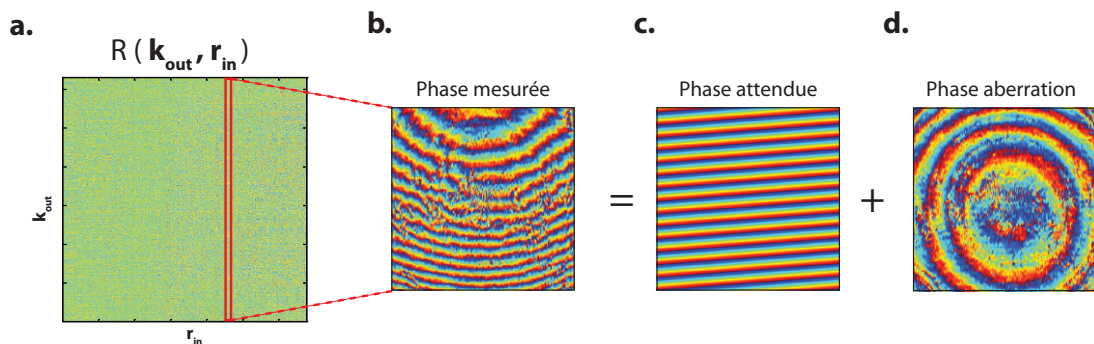 a.
R ( k_out, r_in )
k_out
r_in
b.
Phase mesurée
=
c.
Phase attendue
+
d.
Phase aberration